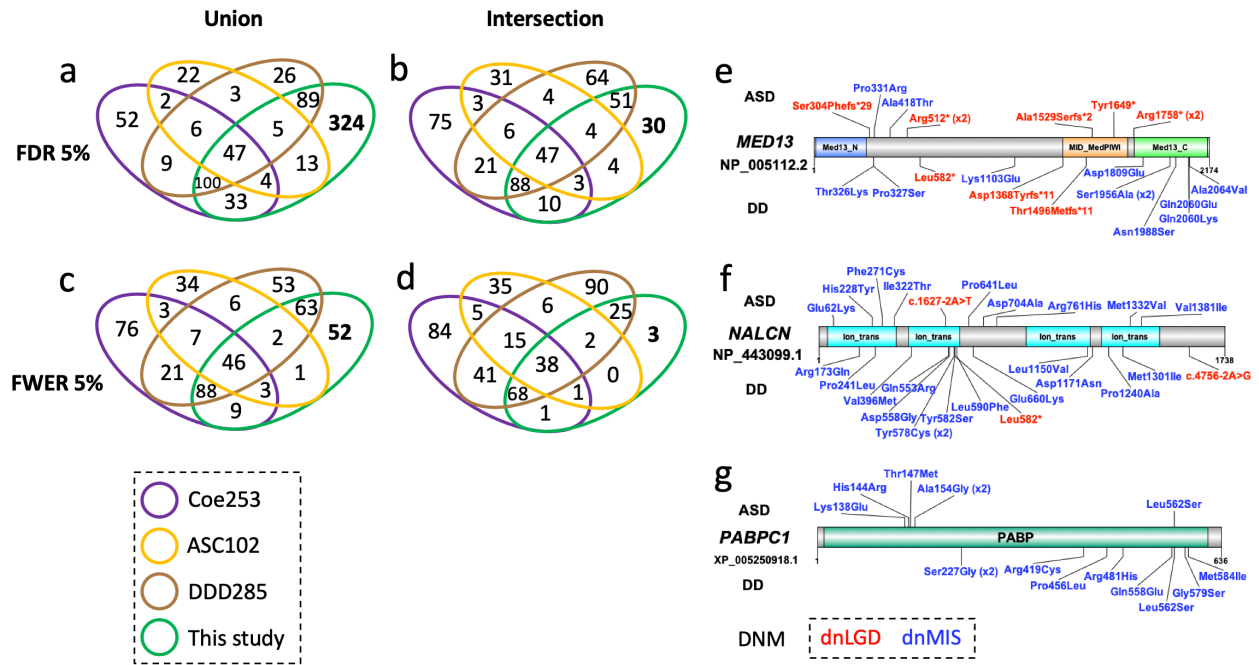 Union
Intersection
a
22
26
52
2
3
89
324
6
5
9
47
13
100
4
33
FDR 5%
b
31
64
75
3
4
51
30
6
4
21
47
4
88
3
10
c
34
53
76
3
6
63
52
7
2
21
46
1
88
3
9
FWER 5%
d
35
90
84
5
6
25
3
15
2
41
38
0
68
1
1
Coe253
ASC102
DDD285
This study
e
ASD
MED13
NP_005112.2
DD
Pro331Arg
Ser304Phefs*29
Ala418Thr
Arg512* (x2)
Tyr1649*
Ala1529Serfs*2
Arg1758* (x2)
Med13_N
MID_MedPIWI
Med13_C
1
2174
Thr326Lys
Pro327Ser
Leu582*
Lys1103Glu
Asp1368Tyrfs*11
Thr1496Metfs*11
Asp1809Glu
Ser1956Ala (x2)
Asn1988Ser
Ala2064Val
Gln2060Glu
Gln2060Lys
f
ASD
NALCN
NP_443099.1
DD
Phe271Cys
His228Tyr
Ile322Thr
Glu62Lys
c.1627-2A>T
Pro641Leu
Asp704Ala
Arg761His
Met1332Val
Val1381Ile
Ion_trans
Ion_trans
Ion_trans
Ion_trans
1
1738
Arg173Gln
Pro241Leu
Val396Met
Gln553Arg
Asp558Gly
Tyr578Cys (x2)
Tyr582Ser
Leu590Phe
Leu582*
Glu660Lys
Leu1150Val
Asp1171Asn
Pro1240Ala
Met1301Ile
c.4756-2A>G
g
ASD
PABPC1
XP_005250918.1
DD
Thr147Met
His144Arg
Ala154Gly (x2)
Lys138Glu
Leu562Ser
PABP
1
636
Ser227Gly (x2)
Arg419Cys
Pro456Leu
Arg481His
Gln558Glu
Leu562Ser
Gly579Ser
Met584Ile
DNM
dnLGD dnMIS